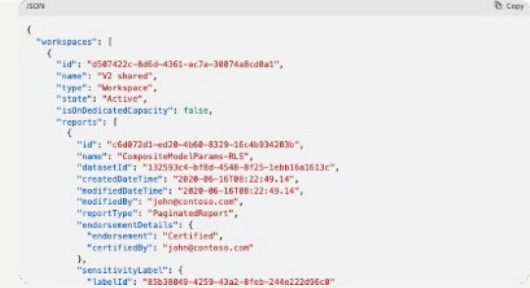 JSON
Copy
{
"workspaces": [
{
"id": "d507422c-8d6d-4361-ac7a-30074a8cd0a1",
"name": "V2 shared",
"type": "Workspace",
"state": "Active",
"isOnDedicatedCapacity": false,
"reports": [
{
"id": "c6d072d1-ed20-4b60-8329-16c4b934203b",
"name": "CompositeModelParams-RLS",
"datasetId": "132593c4-bf8d-4548-8f25-1ebb16a1613c",
"createdDateTime": "2020-06-16T08:22:49.14",
"modifiedDateTime": "2020-06-16T08:22:49.14",
"modifiedBy": "john@contoso.com",
"reportType": "PaginatedReport",
"endorsementDetails": {
"endorsement": "Certified",
"certifiedBy": "john@contoso.com"
},
"sensitivityLabel": {
"labelId": "85b38049-4259-43a2-8feb-244e222d96c0"